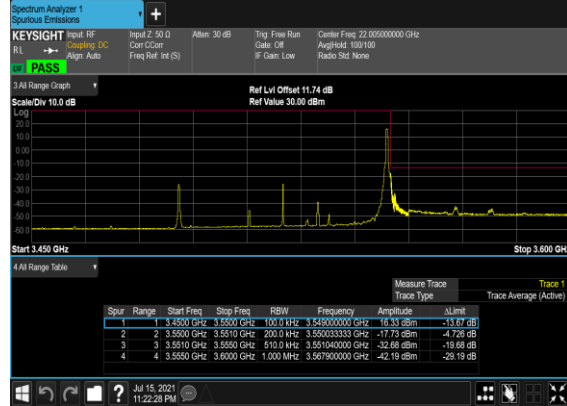 Spectrum Analyzer 1
Spurious Emissions
KEYSIGHT Input: RF Input Z: 50 Ω Atten: 30 dB Trig: Free Run Center Freq: 22.005000000 GHz
RL Coupling: DC Corr CCorr Gate: Off Avg|Hold: 100/100
Align: Auto Freq Ref: Int (S) IF Gain: Low Radio Std: None
PASS
3 All Range Graph
Ref Lvl Offset 11.74 dB
Scale/Div 10.0 dB Ref Value 30.00 dBm
Log
20.0
10.0
0.00
-10.0
-20.0
-30.0
-40.0
-50.0
-60.0
Start 3.450 GHz Stop 3.600 GH
4 All Range Table
Measure Trace Trace 1
Trace Type Trace Average (Active)
Spur Range Start Freq Stop Freq RBW Frequency Amplitude ΔLimit
1 1 3.4500 GHz 3.5500 GHz 100.0 kHz 3.549000000 GHz 16.33 dBm -13.67 dB
2 2 3.5500 GHz 3.5510 GHz 200.0 kHz 3.550033333 GHz -17.73 dBm -4.726 dB
3 3 3.5510 GHz 3.5550 GHz 510.0 kHz 3.551040000 GHz -32.68 dBm -19.68 dB
4 4 3.5550 GHz 3.6000 GHz 1.000 MHz 3.567900000 GHz -42.19 dBm -29.19 dB
? Jul 15, 2021
11:22:28 PM